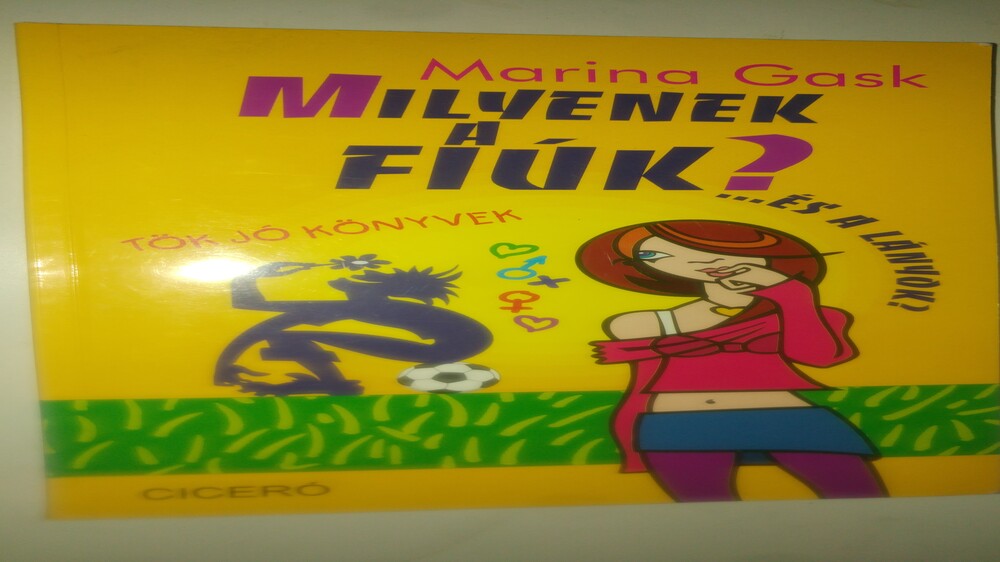 Marina Gask
MILYENEK
A
FIÚK?
...ÉS A LÁNYOK?
TÖK JÓ KÖNYVEK
CICERÓ